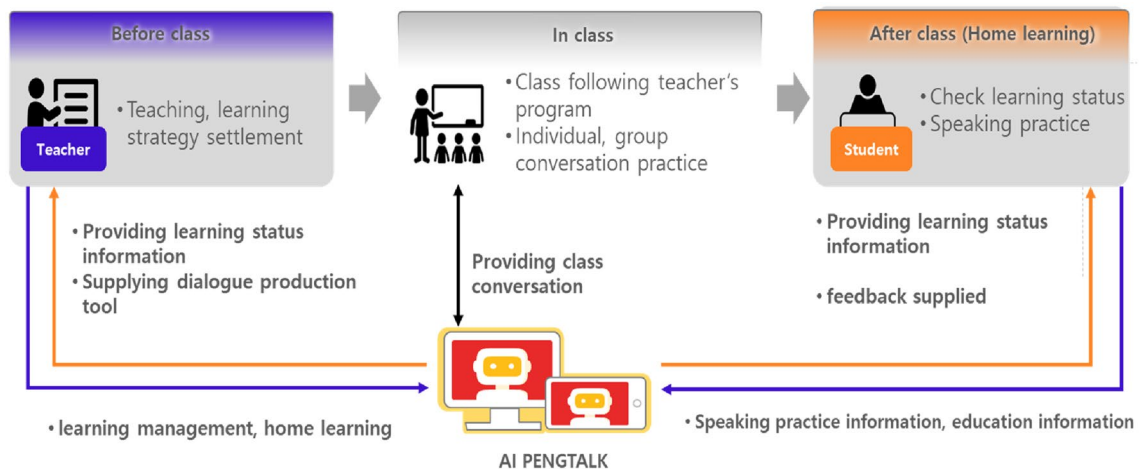 Before class
Teacher
• Teaching, learning
strategy settlement
In class
• Class following teacher's
program
• Individual, group
conversation practice
After class (Home learning)
Student
• Check learning status
• Speaking practice
• Providing learning status
information
• Supplying dialogue production
tool
Providing class
conversation
• Providing learning status
information
• feedback supplied
• learning management, home learning
• Speaking practice information, education information
AI PENGTALK